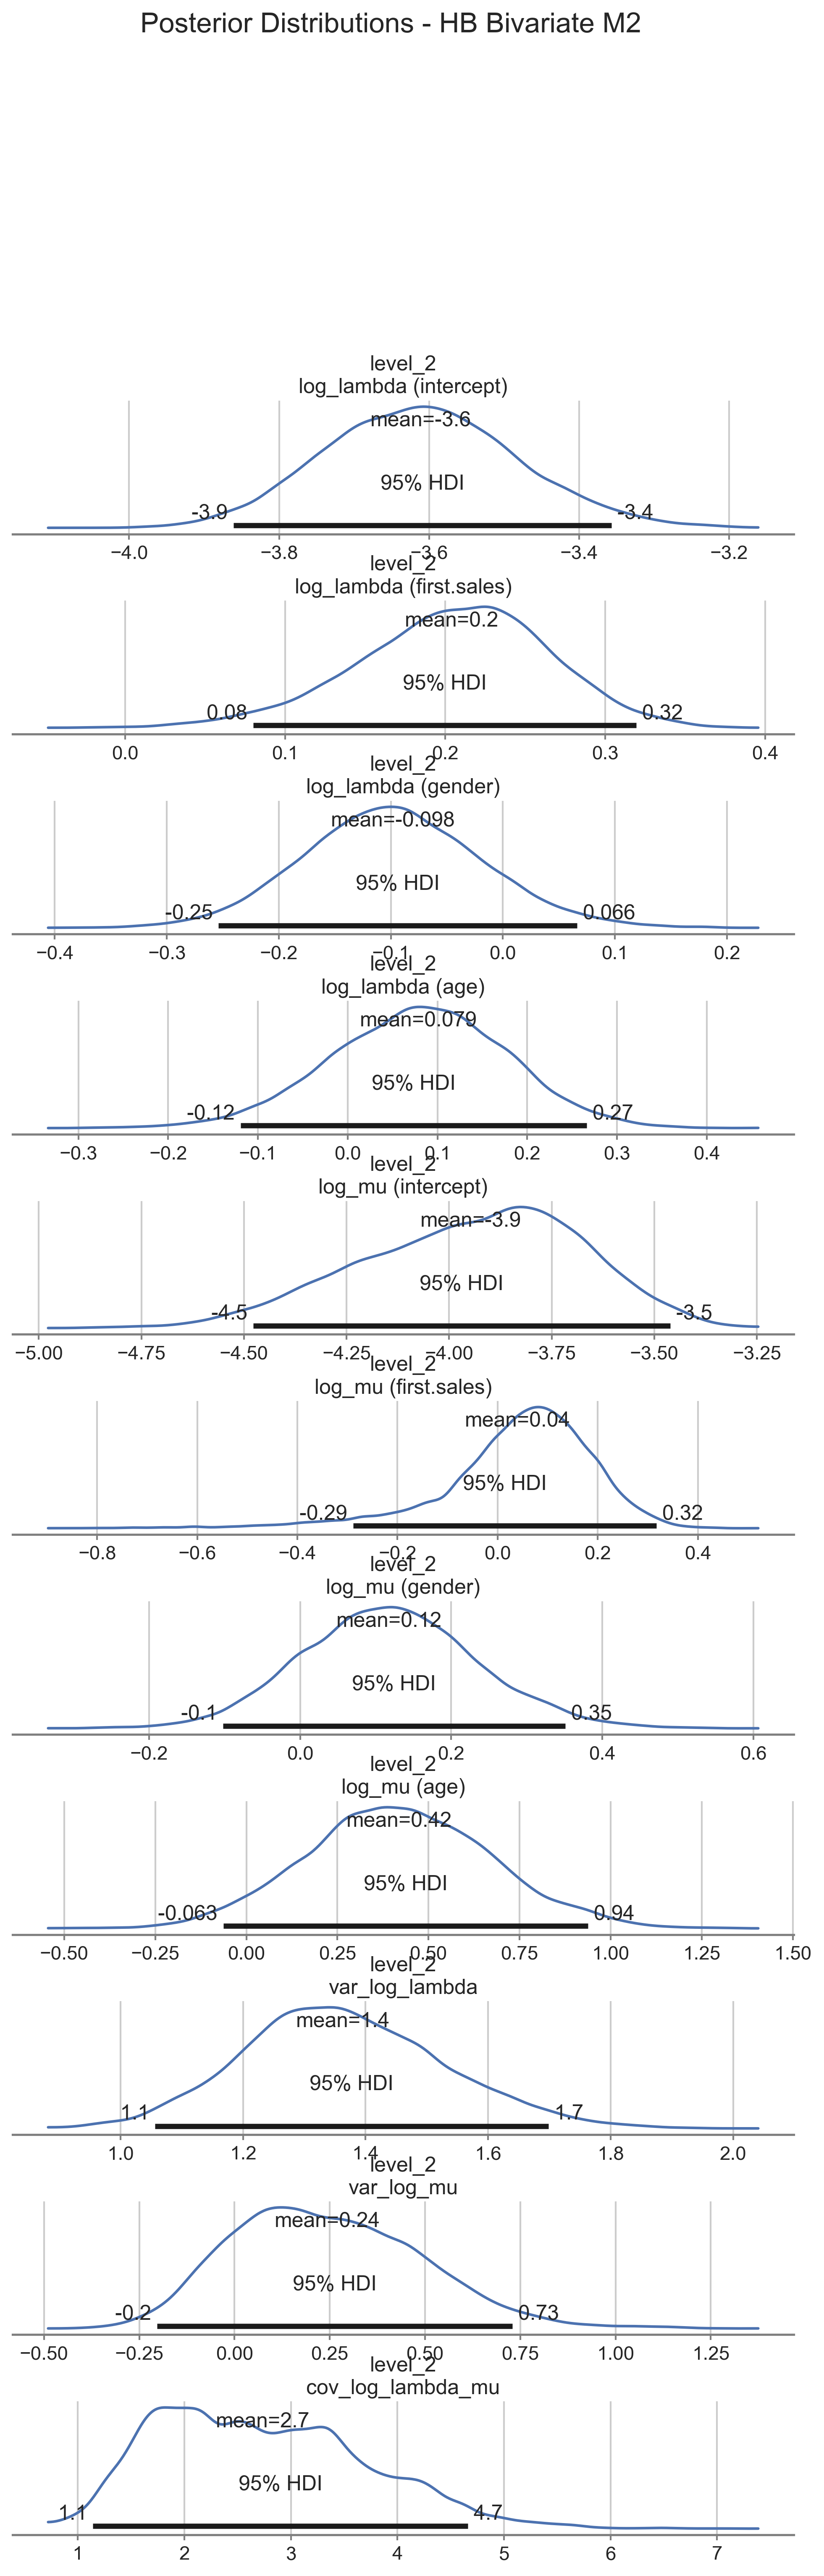 Posterior Distributions - HB Bivariate M2
level_2
log_lambda (intercept)
mean=-3.6
95% HDI
-3.9 -3.4
−4.0 −3.8 −3.6 −3.4 −3.2
level_2
log_lambda (first.sales)
mean=0.2
95% HDI
0.08 0.32
0.0 0.1 0.2 0.3 0.4
level_2
log_lambda (gender)
mean=-0.098
95% HDI
-0.25 0.066
−0.4 −0.3 −0.2 −0.1 0.0 0.1 0.2
level_2
log_lambda (age)
mean=0.079
95% HDI
-0.12 0.27
−0.3 −0.2 −0.1 0.0 0.1 0.2 0.3 0.4
level_2
log_mu (intercept)
mean=-3.9
95% HDI
-4.5 -3.5
−5.00 −4.75 −4.50 −4.25 −4.00 −3.75 −3.50 −3.25
level_2
log_mu (first.sales)
mean=0.04
95% HDI
-0.29 0.32
−0.8 −0.6 −0.4 −0.2 0.0 0.2 0.4
level_2
log_mu (gender)
mean=0.12
95% HDI
-0.1 0.35
−0.2 0.0 0.2 0.4 0.6
level_2
log_mu (age)
mean=0.42
95% HDI
-0.063 0.94
−0.50 −0.25 0.00 0.25 0.50 0.75 1.00 1.25 1.50
level_2
var_log_lambda
mean=1.4
95% HDI
1.1 1.7
1.0 1.2 1.4 1.6 1.8 2.0
level_2
var_log_mu
mean=0.24
95% HDI
-0.2 0.73
−0.50 −0.25 0.00 0.25 0.50 0.75 1.00 1.25
level_2
cov_log_lambda_mu
mean=2.7
95% HDI
1.1 4.7
1 2 3 4 5 6 7